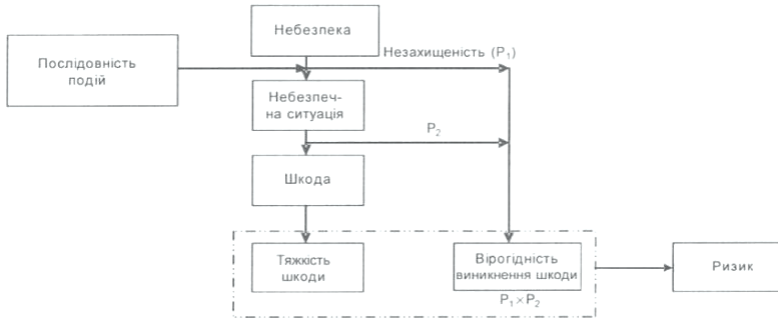 Небезпека
Незахищеність (P₁)
Послідовність
подій
Небезпеч-
на ситуація
P₂
Шкода
Тяжкість
шкоди
Вірогідність
виникнення шкоди
Ризик
P₁ × P₂